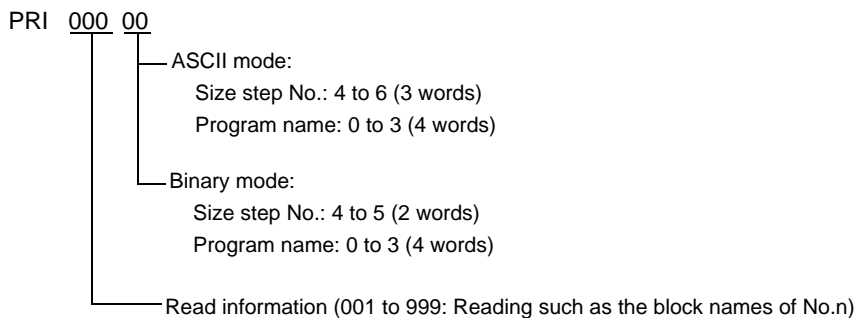 PRI 000 00
ASCII mode:
Size step No.: 4 to 6 (3 words)
Program name: 0 to 3 (4 words)
Binary mode:
Size step No.: 4 to 5 (2 words)
Program name: 0 to 3 (4 words)
Read information (001 to 999: Reading such as the block names of No.n)